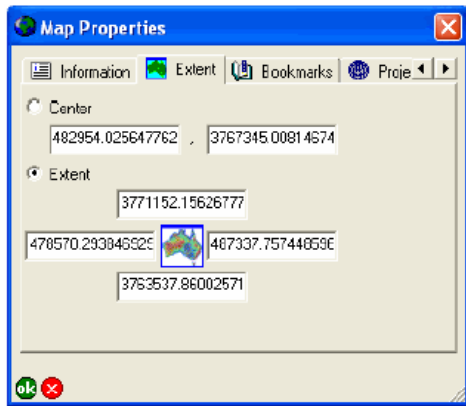 Map Properties
Information Extent Bookmarks Proje
Center
482954.025647762 , 3767345.00814674
Extent
3771152.15626777
478570.293846929 487337.757448596
3763537.86002571
ok